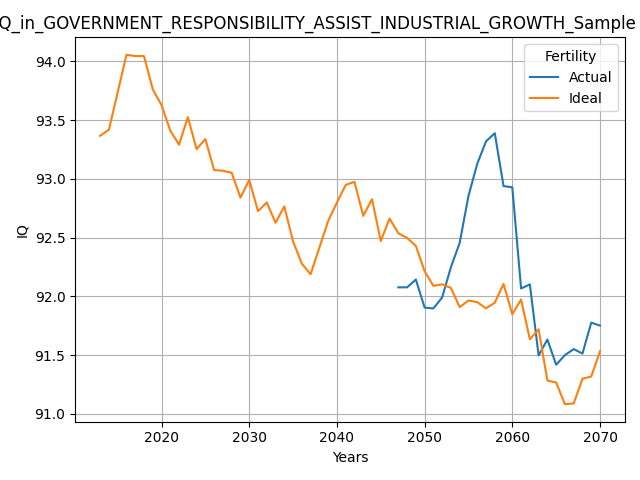 Q_in_GOVERNMENT_RESPONSIBILITY_ASSIST_INDUSTRIAL_GROWTH_Sample
Fertility
Actual
Ideal
94.0
93.5
93.0
92.5
92.0
91.5
91.0
IQ
2020 2030 2040 2050 2060 2070
Years